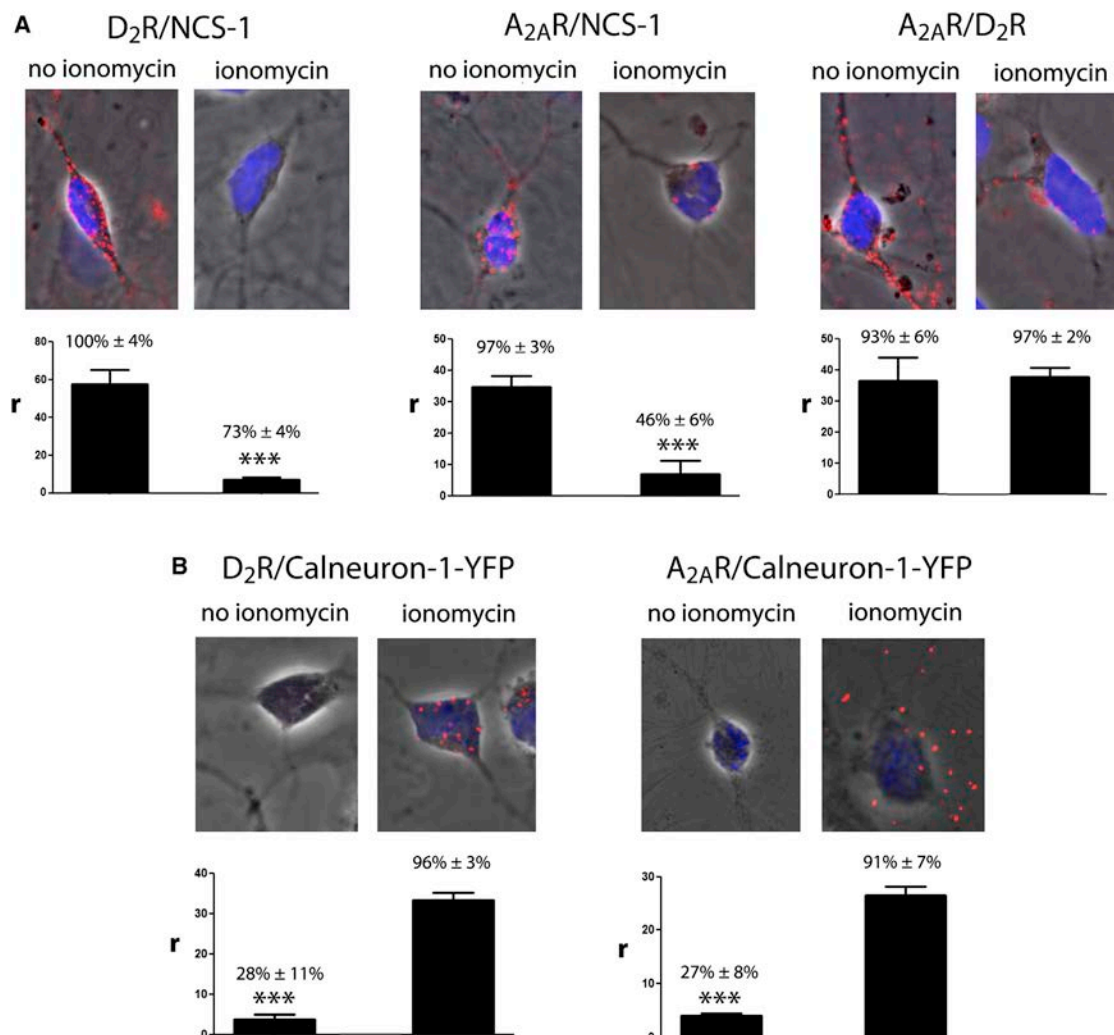 A
D₂R/NCS-1
no ionomycin ionomycin
100% ± 4%
80
60
40
20
0
r
73% ± 4%
***
A₂ₐR/NCS-1
no ionomycin ionomycin
97% ± 3%
50
40
30
20
10
0
r
46% ± 6%
***
A₂ₐR/D₂R
no ionomycin ionomycin
93% ± 6% 97% ± 2%
50
40
30
20
10
0
r
B
D₂R/Calneuron-1-YFP
no ionomycin ionomycin
96% ± 3%
40
30
20
10
0
r
28% ± 11%
***
A₂ₐR/Calneuron-1-YFP
no ionomycin ionomycin
91% ± 7%
30
20
10
0
r
27% ± 8%
***